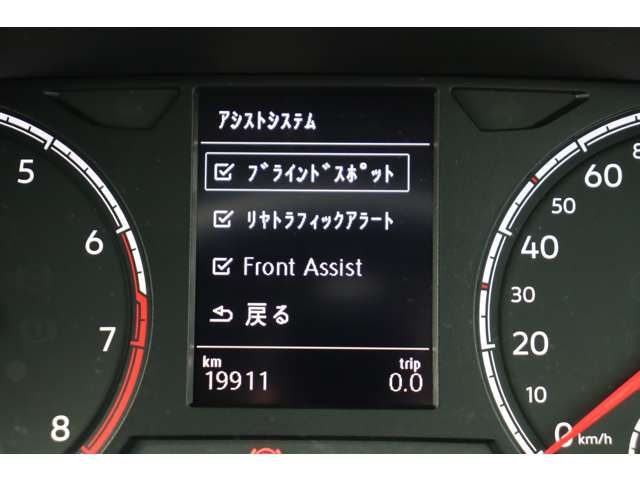 アシストシステム
ブラインドスポット
リヤトラフィックアラート
Front Assist
戻る
km
trip
19911
0.0
5
6
7
8
8
60
50
40
30
20
10
0 km/h